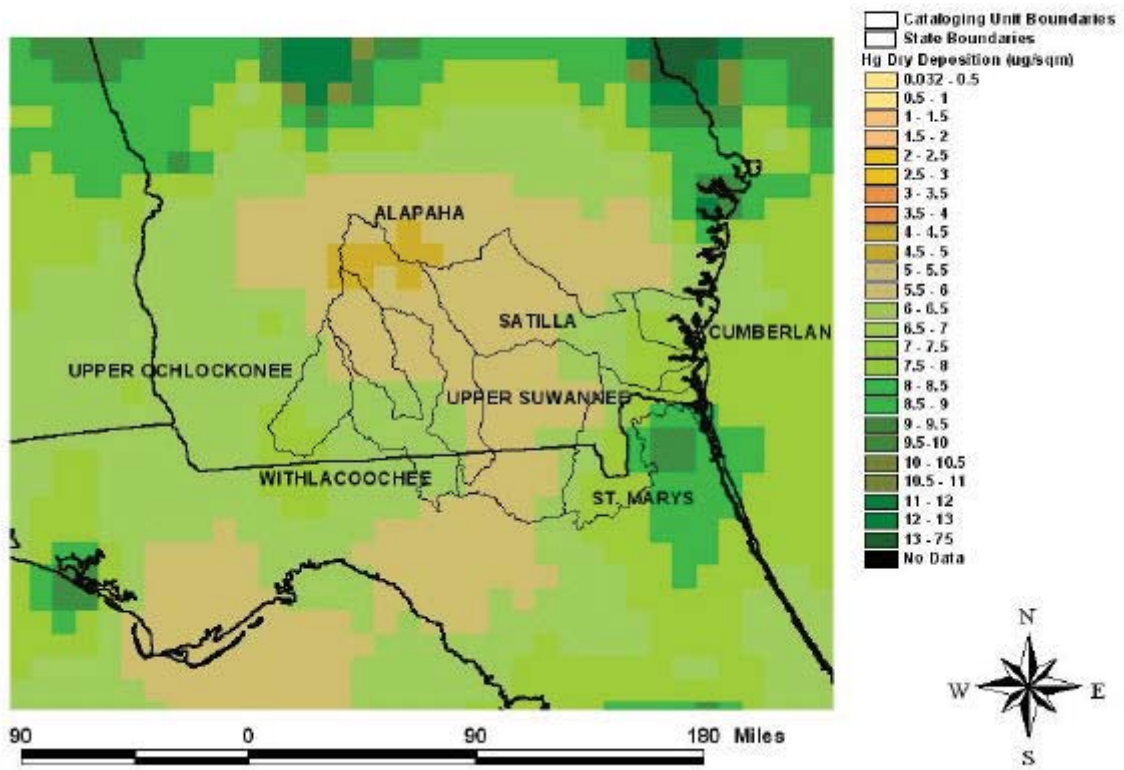 Cataloging Unit Boundaries
State Boundaries
Hg Dry Deposition (ug/sqm)
0.032 - 0.5
0.5 - 1
1 - 1.5
1.5 - 2
2 - 2.5
2.5 - 3
3 - 3.5
3.5 - 4
4 - 4.5
4.5 - 5
5 - 5.5
5.5 - 6
6 - 6.5
6.5 - 7
7 - 7.5
7.5 - 8
8 - 8.5
8.5 - 9
9 - 9.5
9.5-10
10 - 10.5
10.5 - 11
11 - 12
12 - 13
13 - 75
No Data
ALAPAHA
SATILLA
CUMBERLAN
UPPER OCHLOCKONEE
UPPER SUWANNEE
WITHLACOOCHEE
ST. MARYS
N
W E
S
90 0 90 180 Miles